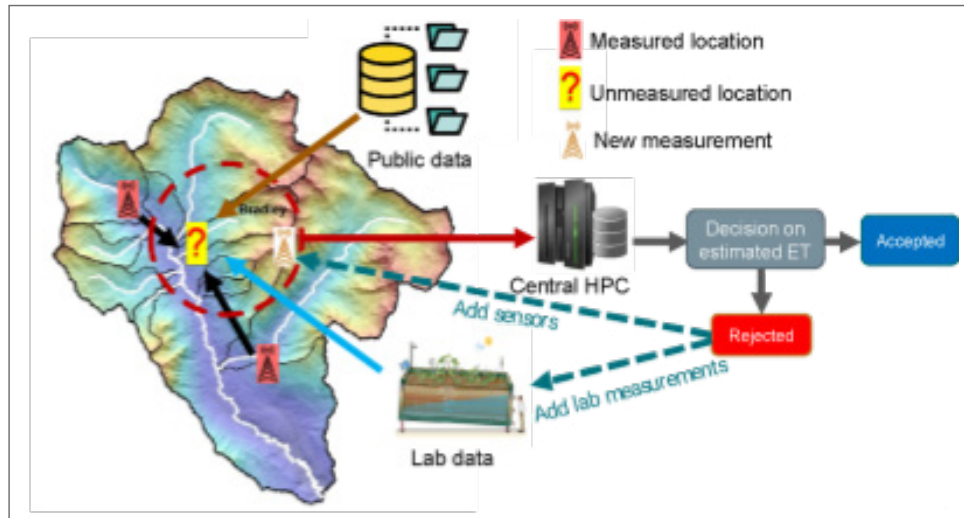 Measured location
?
Unmeasured location
New measurement
Public data
Bradley
?
Central HPC
Decision on
estimated ET
Accepted
Rejected
Add sensors
Add lab measurements
Lab data